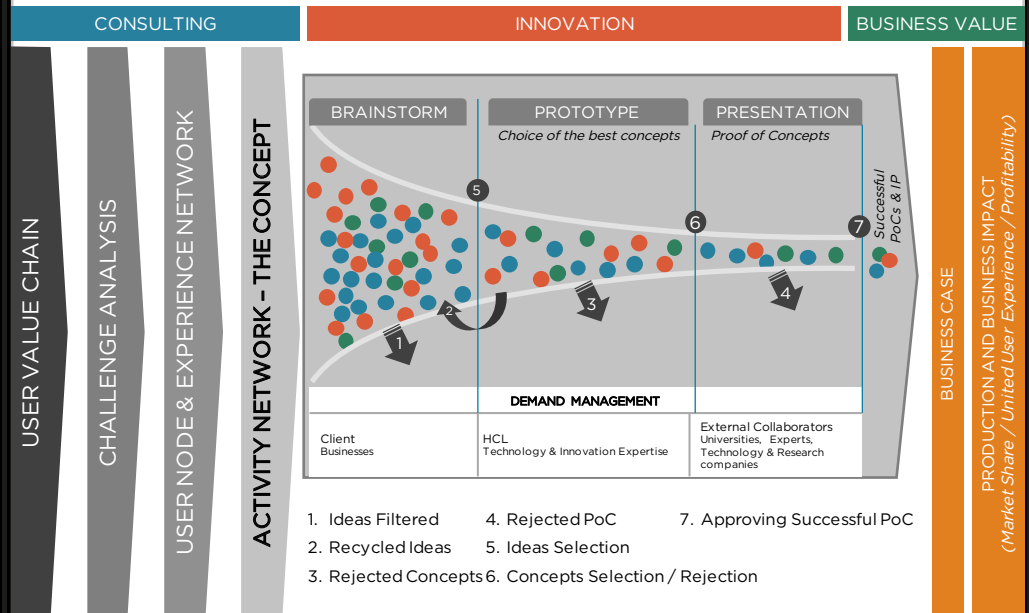 CONSULTING
INNOVATION
BUSINESS VALUE
USER VALUE CHAIN
CHALLENGE ANALYSIS
USER NODE & EXPERIENCE NETWORK
ACTIVITY NETWORK – THE CONCEPT
BRAINSTORM
PROTOTYPE
PRESENTATION
Choice of the best concepts
Proof of Concepts
5
6
7
Successful
PoCs & IP
1
2
3
4
DEMAND MANAGEMENT
Client
Businesses
HCL
Technology & Innovation Expertise
External Collaborators
Universities, Experts,
Technology & Research
companies
1. Ideas Filtered
2. Recycled Ideas
3. Rejected Concepts
4. Rejected PoC
5. Ideas Selection
6. Concepts Selection / Rejection
7. Approving Successful PoC
BUSINESS CASE
PRODUCTION AND BUSINESS IMPACT
(Market Share / United User Experience / Profitability)